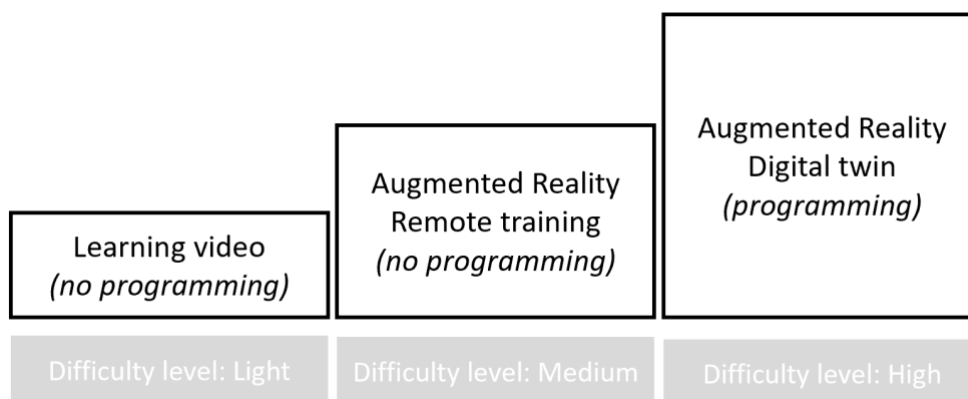 Learning video
(no programming)
Augmented Reality
Remote training
(no programming)
Augmented Reality
Digital twin
(programming)
Difficulty level: Light
Difficulty level: Medium
Difficulty level: High